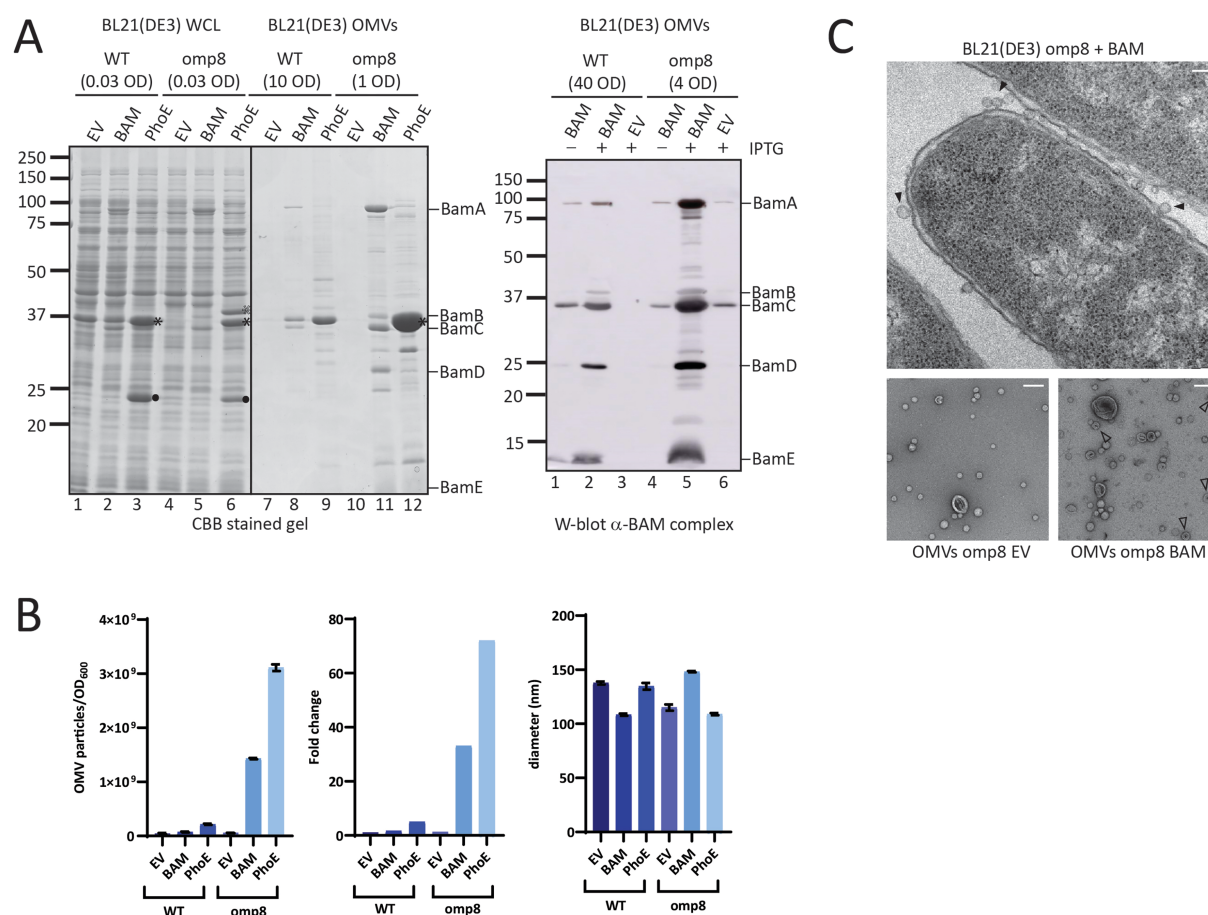 A
BL21(DE3) WCL
BL21(DE3) OMVs
WT
(0.03 OD)
omp8
(0.03 OD)
WT
(10 OD)
omp8
(1 OD)
EV BAM PhoE EV BAM PhoE EV BAM PhoE EV BAM PhoE
250
150
100
75
50
37
25
20
BamA
BamB
BamC
BamD
BamE
※
*
*
*
●
●
1 2 3 4 5 6 7 8 9 10 11 12
CBB stained gel
BL21(DE3) OMVs
WT
(40 OD)
omp8
(4 OD)
BAM BAM EV BAM BAM EV
– + + – + + IPTG
150
100
75
50
37
25
20
15
BamA
BamB
BamC
BamD
BamE
1 2 3 4 5 6
W-blot α-BAM complex
C
BL21(DE3) omp8 + BAM
OMVs omp8 EV
OMVs omp8 BAM
B
OMV particles/OD₆₀₀
4×10⁹
3×10⁹
2×10⁹
1×10⁹
0
EV BAM PhoE EV BAM PhoE
WT omp8
Fold change
80
60
40
20
0
EV BAM PhoE EV BAM PhoE
WT omp8
diameter (nm)
200
150
100
50
0
EV BAM PhoE EV BAM PhoE
WT omp8